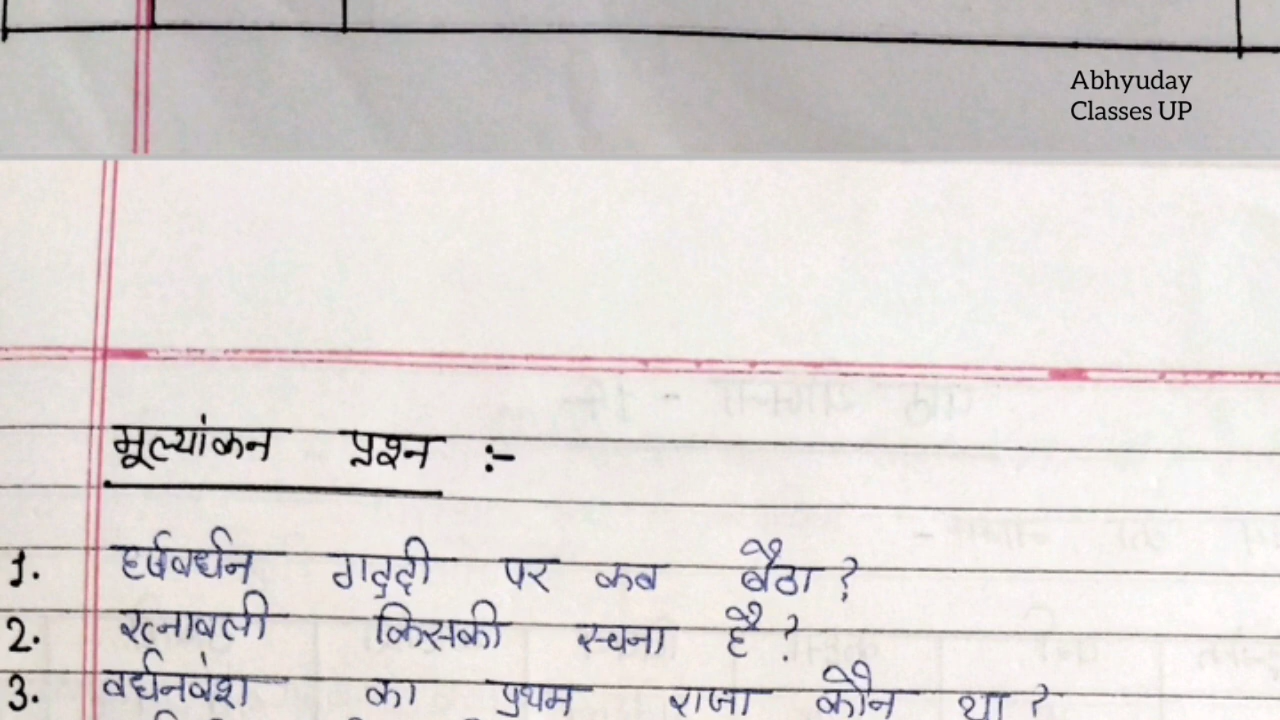 Abhyuday
Classes UP
मूल्यांकन प्रश्न :-
1. हर्षवर्धन गद्दी पर कब बैठा ?
2. रत्नावली किसकी रचना है ?
3. वर्धनवंश का प्रथम राजा कौन था ?